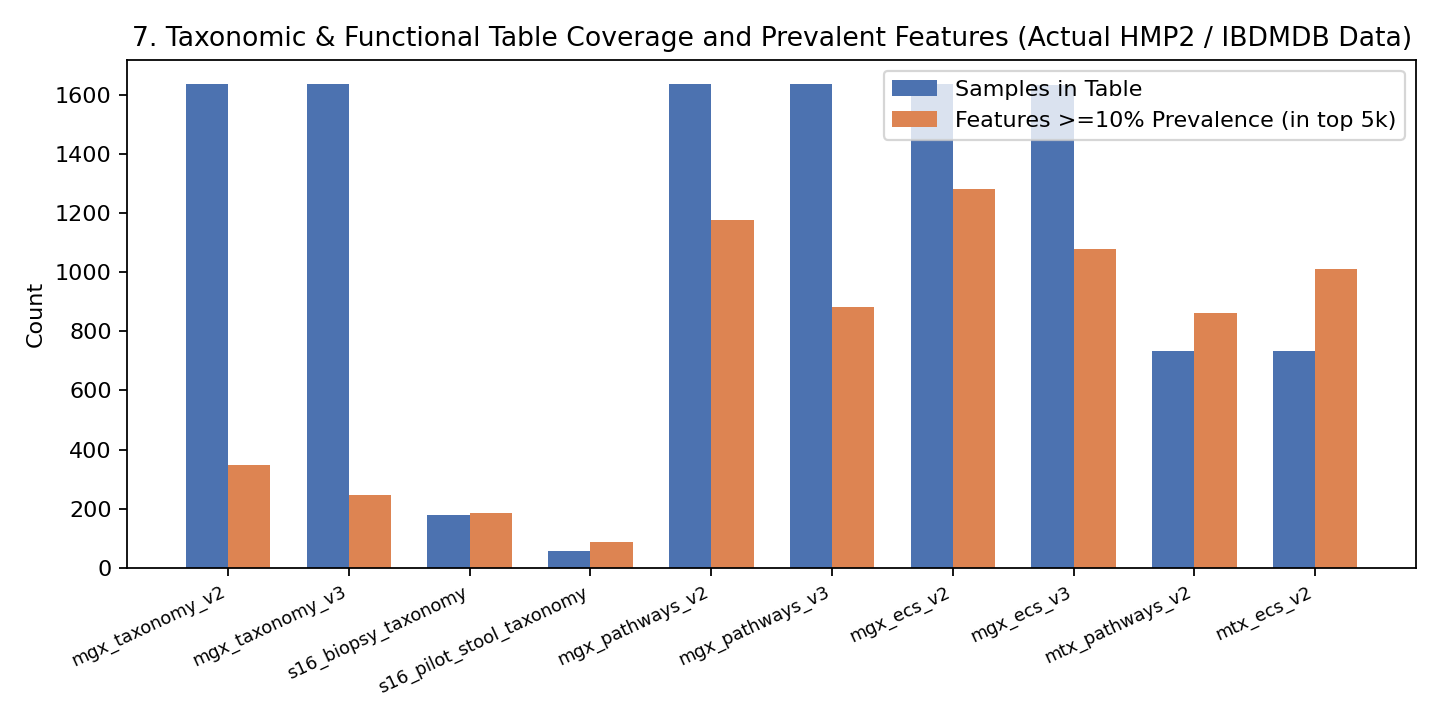 7. Taxonomic & Functional Table Coverage and Prevalent Features (Actual HMP2 / IBDMDB Data)
Samples in Table
Features >=10% Prevalence (in top 5k)
Count
1600
1400
1200
1000
800
600
400
200
0
mgx_taxonomy_v2
mgx_taxonomy_v3
s16_biopsy_taxonomy
s16_pilot_stool_taxonomy
mgx_pathways_v2
mgx_pathways_v3
mgx_ecs_v2
mgx_ecs_v3
mtx_pathways_v2
mtx_ecs_v2